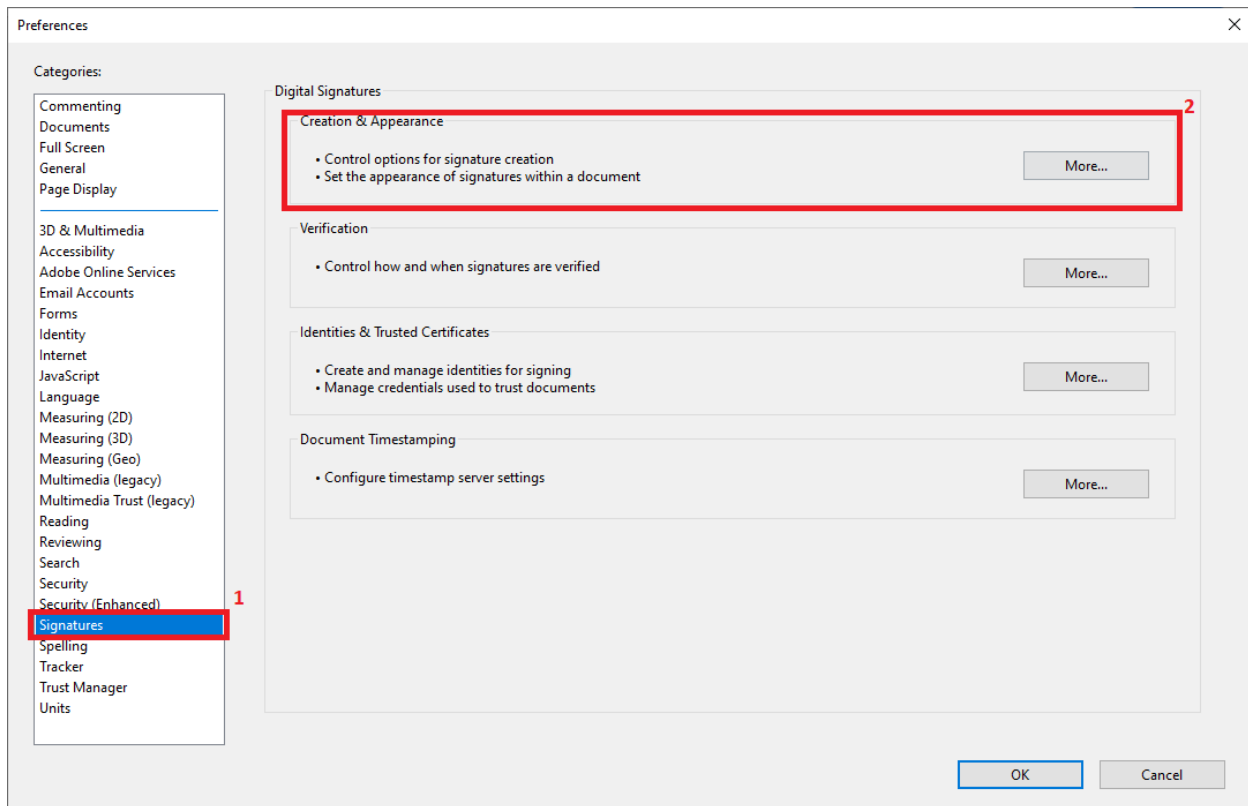 Preferences
Categories:
Commenting
Documents
Full Screen
General
Page Display
3D & Multimedia
Accessibility
Adobe Online Services
Email Accounts
Forms
Identity
Internet
JavaScript
Language
Measuring (2D)
Measuring (3D)
Measuring (Geo)
Multimedia (legacy)
Multimedia Trust (legacy)
Reading
Reviewing
Search
Security
Security (Enhanced)
1
Signatures
Spelling
Tracker
Trust Manager
Units
Digital Signatures
2
Creation & Appearance
• Control options for signature creation
• Set the appearance of signatures within a document
More...
Verification
• Control how and when signatures are verified
More...
Identities & Trusted Certificates
• Create and manage identities for signing
• Manage credentials used to trust documents
More...
Document Timestamping
• Configure timestamp server settings
More...
OK
Cancel